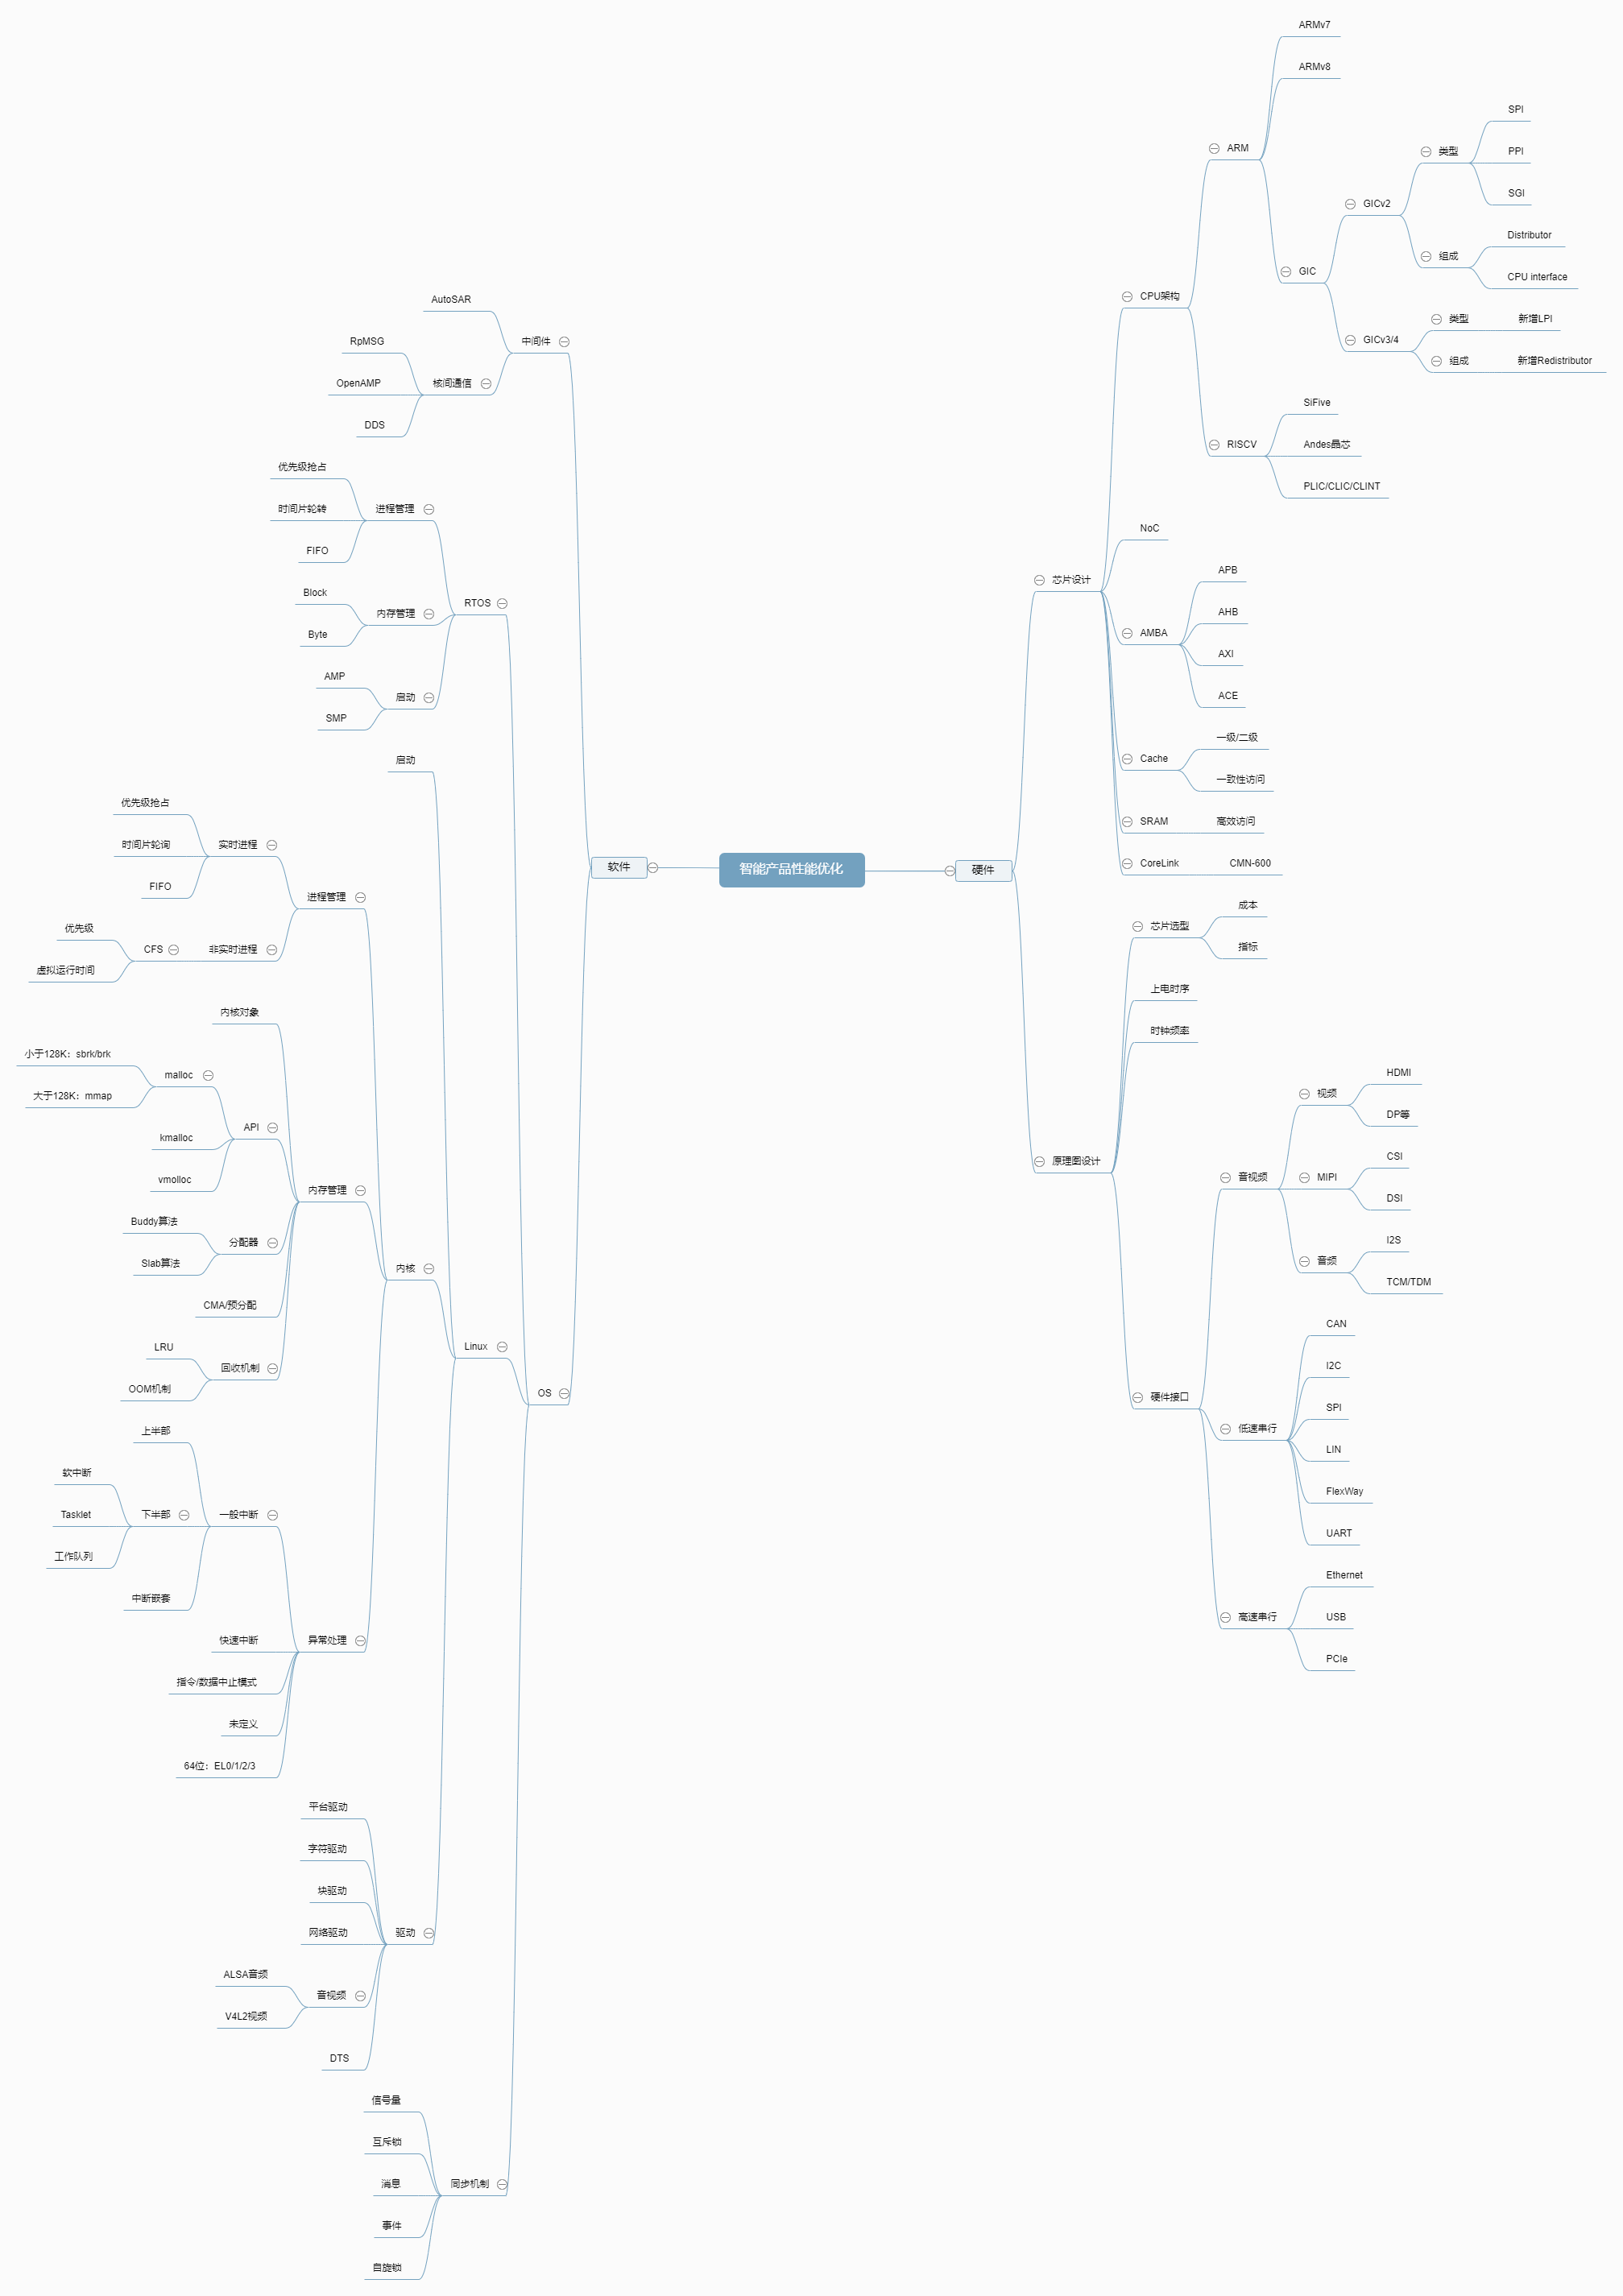 智能产品性能优化
硬件
芯片设计
CPU架构
ARM
ARMv7
ARMv8
GIC
GICv2
类型
SPI
PPI
SGI
组成
Distributor
CPU interface
GICv3/4
类型
新增LPI
组成
新增Redistributor
RISCV
SiFive
Andes晶芯
PLIC/CLIC/CLINT
NoC
AMBA
APB
AHB
AXI
ACE
Cache
一级/二级
一致性访问
SRAM
高效访问
CoreLink
CMN-600
原理图设计
芯片选型
成本
指标
上电时序
时钟频率
硬件接口
音视频
视频
HDMI
DP等
MIPI
CSI
DSI
音频
I2S
TCM/TDM
低速串行
CAN
I2C
SPI
LIN
FlexWay
UART
高速串行
Ethernet
USB
PCIe
软件
中间件
AutoSAR
核间通信
RpMSG
OpenAMP
DDS
OS
RTOS
进程管理
优先级抢占
时间片轮转
FIFO
内存管理
Block
Byte
启动
AMP
SMP
Linux
启动
内核
进程管理
实时进程
优先级抢占
时间片轮询
FIFO
非实时进程
CFS
优先级
虚拟运行时间
内存管理
内核对象
API
malloc
小于128K：sbrk/brk
大于128K：mmap
kmalloc
vmolloc
分配器
Buddy算法
Slab算法
CMA/预分配
回收机制
LRU
OOM机制
异常处理
一般中断
上半部
下半部
软中断
Tasklet
工作队列
中断嵌套
快速中断
指令/数据中止模式
未定义
64位：EL0/1/2/3
驱动
平台驱动
字符驱动
块驱动
网络驱动
音视频
ALSA音频
V4L2视频
DTS
同步机制
信号量
互斥锁
消息
事件
自旋锁